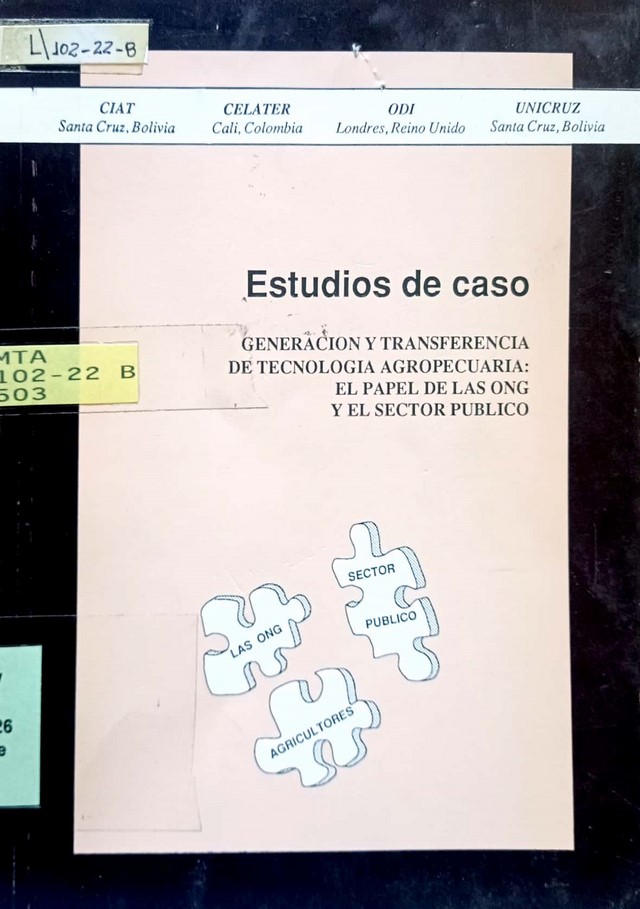 L\102-22-B
CIAT
Santa Cruz, Bolivia
CELATER
Cali, Colombia
ODI
Londres, Reino Unido
UNICRUZ
Santa Cruz, Bolivia
Estudios de caso
GENERACION Y TRANSFERENCIA
DE TECNOLOGIA AGROPECUARIA:
EL PAPEL DE LAS ONG
Y EL SECTOR PUBLICO
MTA
102-22 B
503
SECTOR
PUBLICO
LAS ONG
AGRICULTORES
26
e